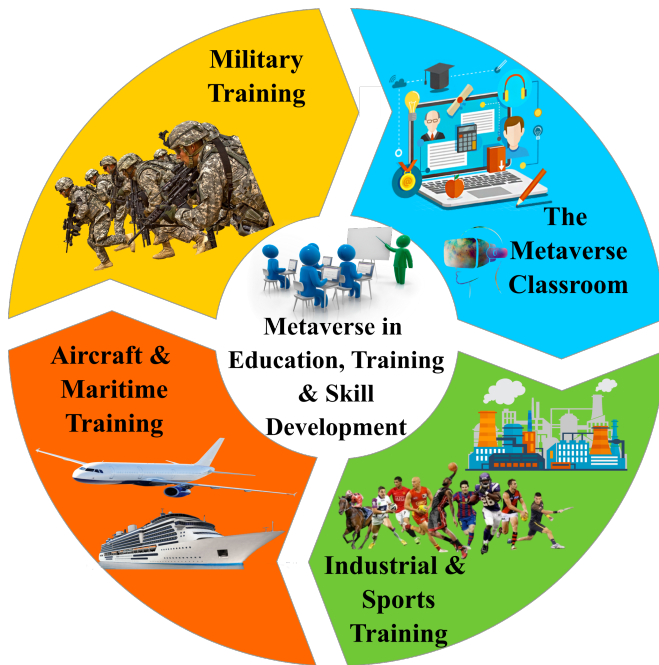 Military
Training
The
Metaverse
Classroom
Metaverse in
Education, Training
& Skill
Development
Aircraft &
Maritime
Training
Industrial &
Sports
Training